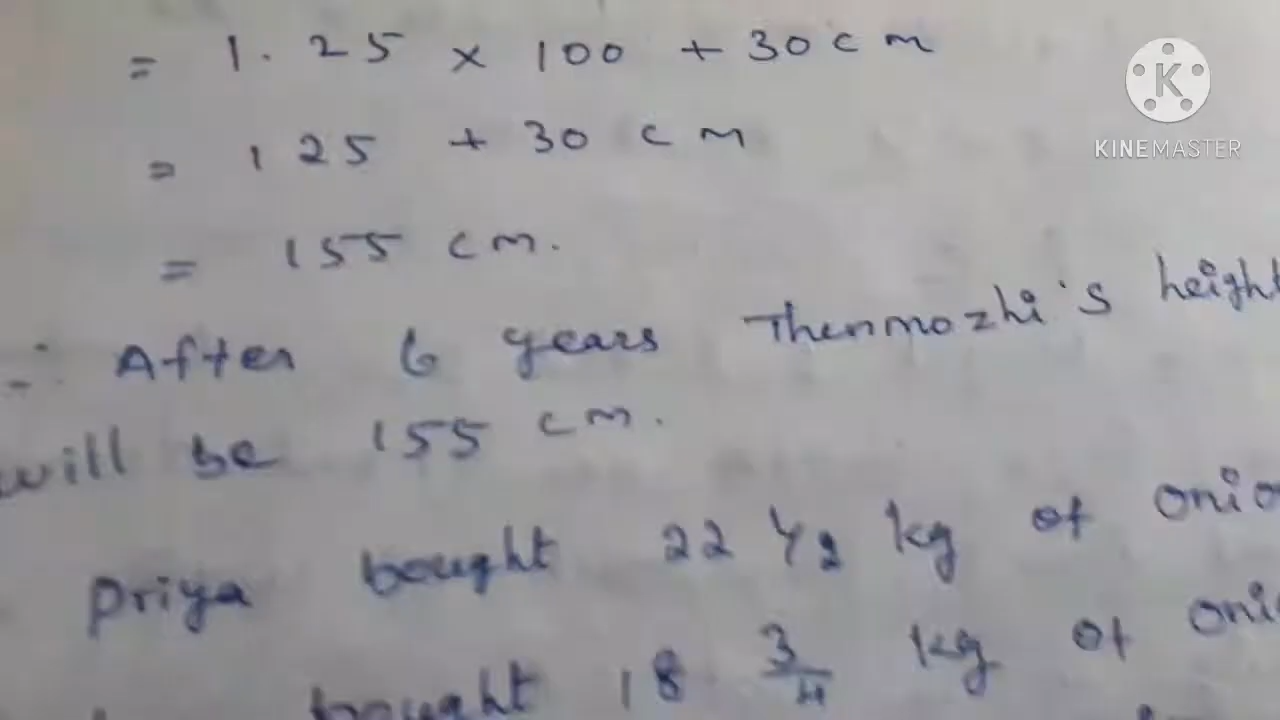 = 1.25 x 100 + 30 cm
KINEMASTER
= 125 + 30 cm
= 155 cm.
∴ After 6 years Thenmozhi's height
will be 155 cm.
Priya bought 22 1/2 kg of onio
bought 18 3/4 kg of oni